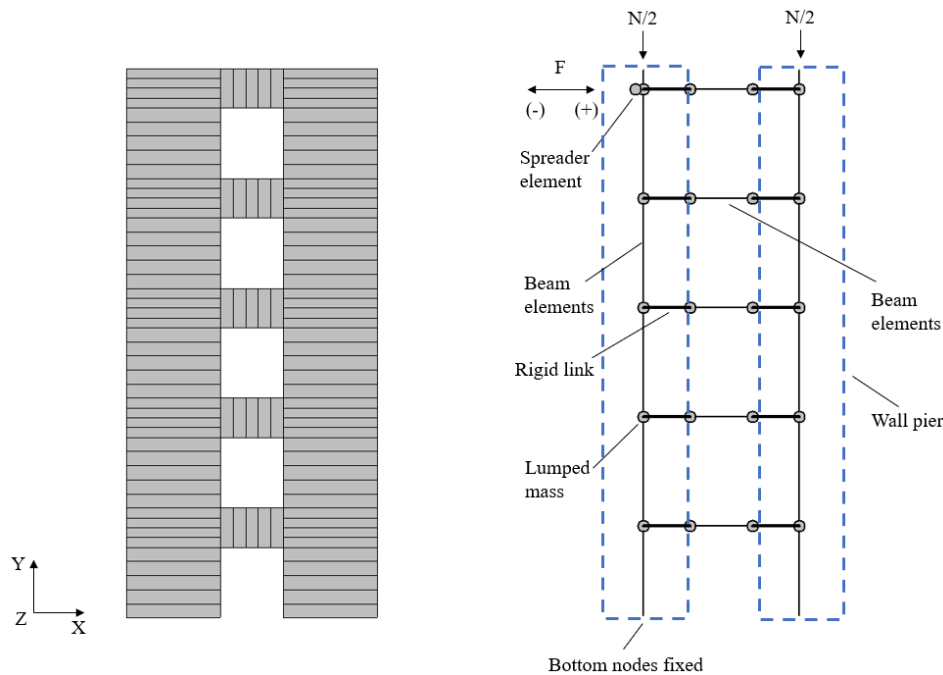 N/2
N/2
F
(-)
(+)
Spreader
element
Beam
elements
Beam
elements
Rigid link
Wall pier
Lumped
mass
Y
Z
X
Bottom nodes fixed